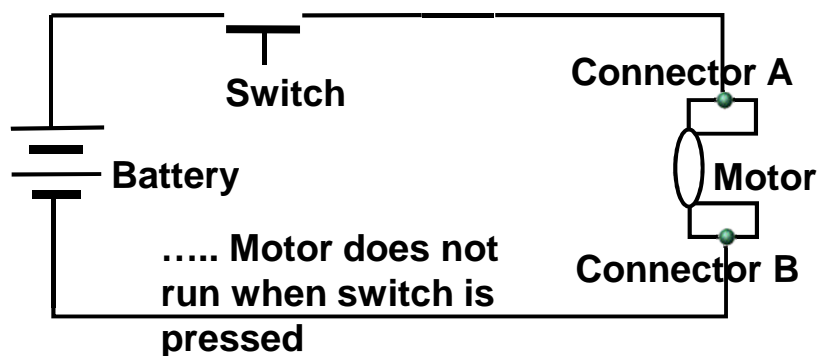 Connector A
Switch
Battery
Motor
….. Motor does not
run when switch is
pressed
Connector B